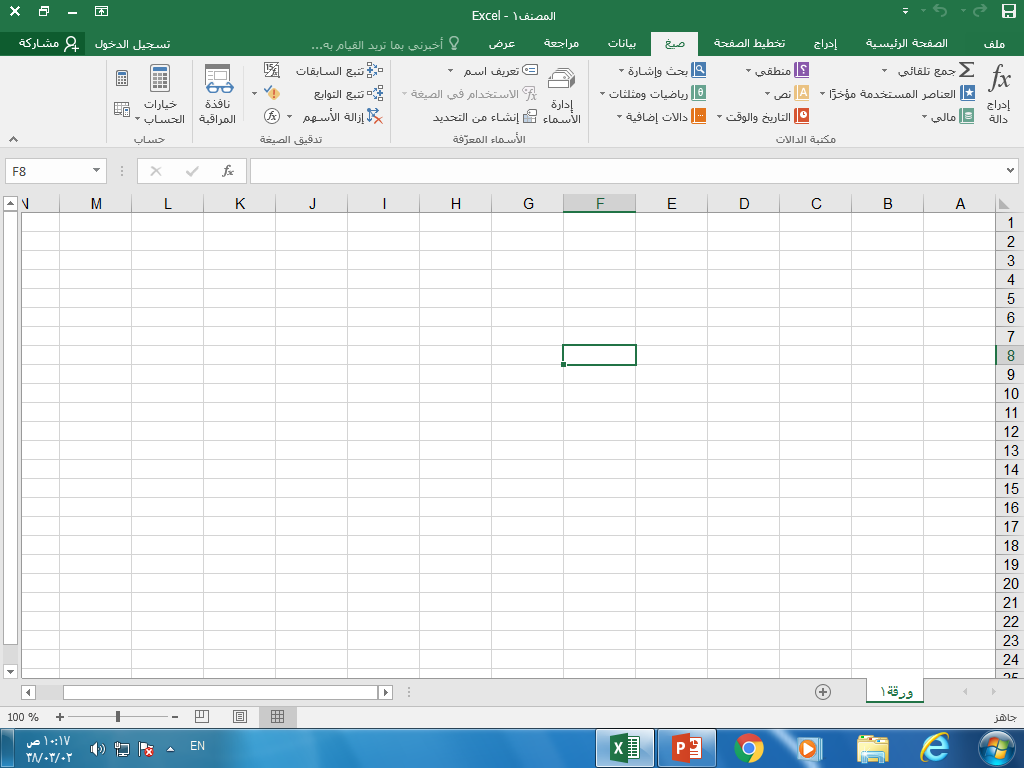 المصنف١ - Excel
ملف الصفحة الرئيسية إدراج تخطيط الصفحة صيغ بيانات مراجعة عرض أخبرني بما تريد القيام به... تسجيل الدخول مشاركة
fx إدراج دالة
Σ جمع تلقائي
العناصر المستخدمة مؤخرًا
مالي
منطقي
نص
التاريخ والوقت
بحث وإشارة
رياضيات ومثلثات
دالات إضافية
مكتبة الدالات
إدارة الأسماء
تعريف اسم
الاستخدام في الصيغة
إنشاء من التحديد
الأسماء المعرّفة
تتبع السابقات
تتبع التوابع
إزالة الأسهم
تدقيق الصيغة
نافذة المراقبة
خيارات الحساب
حساب
F8 fx
N M L K J I H G F E D C B A
1
2
3
4
5
6
7
8
9
10
11
12
13
14
15
16
17
18
19
20
21
22
23
24
25
ورقة١
جاهز
100 %
EN
١٠:١٧ ص
٣٨/٠٣/٠٢